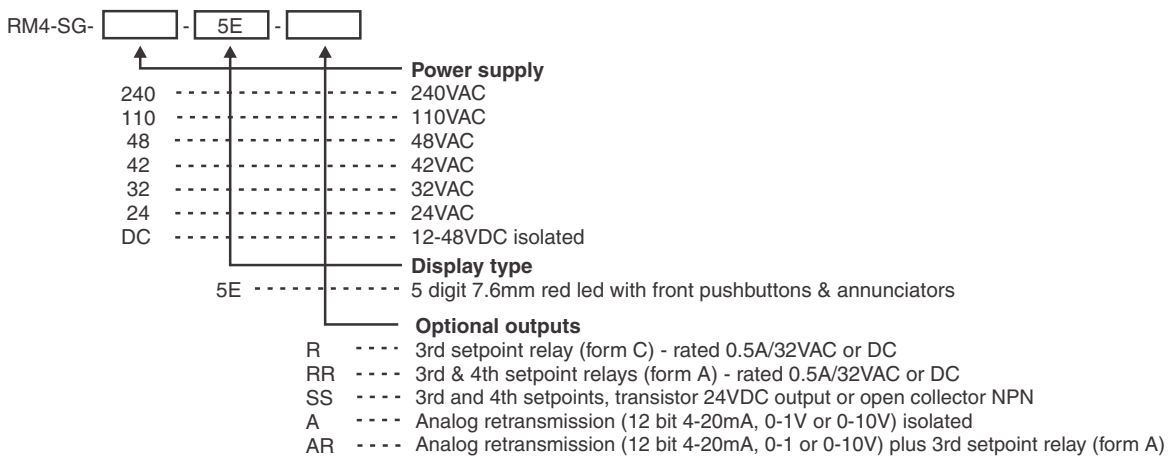 RM4-SG- - 5E -
Power supply
240 240VAC
110 110VAC
48 48VAC
42 42VAC
32 32VAC
24 24VAC
DC 12-48VDC isolated
Display type
5E 5 digit 7.6mm red led with front pushbuttons & annunciators
Optional outputs
R 3rd setpoint relay (form C) - rated 0.5A/32VAC or DC
RR 3rd & 4th setpoint relays (form A) - rated 0.5A/32VAC or DC
SS 3rd and 4th setpoints, transistor 24VDC output or open collector NPN
A Analog retransmission (12 bit 4-20mA, 0-1V or 0-10V) isolated
AR Analog retransmission (12 bit 4-20mA, 0-1 or 0-10V) plus 3rd setpoint relay (form A)